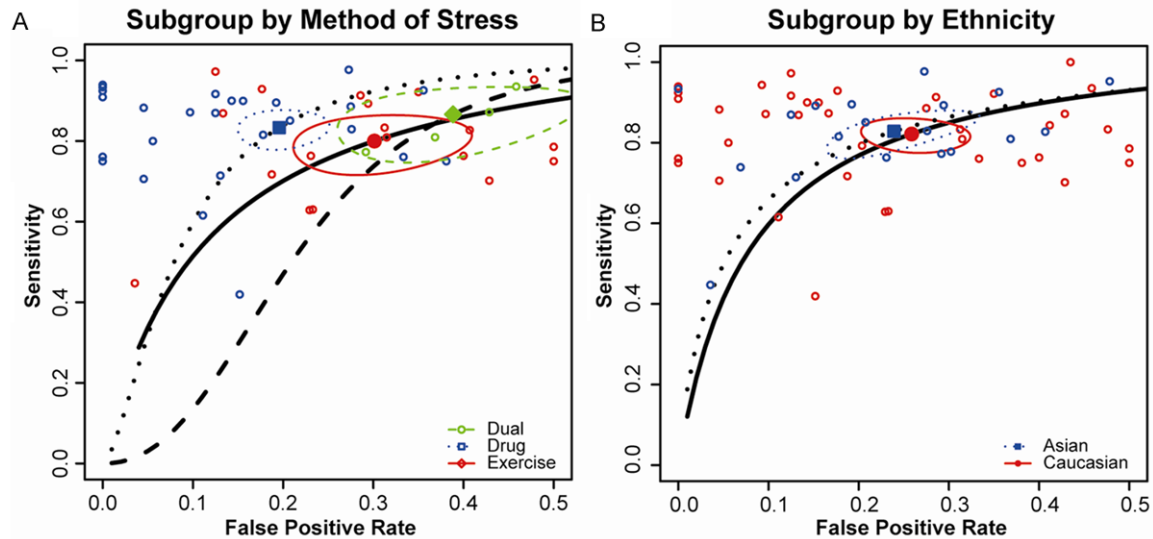 A
Subgroup by Method of Stress
Sensitivity
1.0
0.8
0.6
0.4
0.2
0.0
Dual
Drug
Exercise
0.0 0.1 0.2 0.3 0.4 0.5
False Positive Rate
B
Subgroup by Ethnicity
Sensitivity
1.0
0.8
0.6
0.4
0.2
0.0
Asian
Caucasian
0.0 0.1 0.2 0.3 0.4 0.5
False Positive Rate